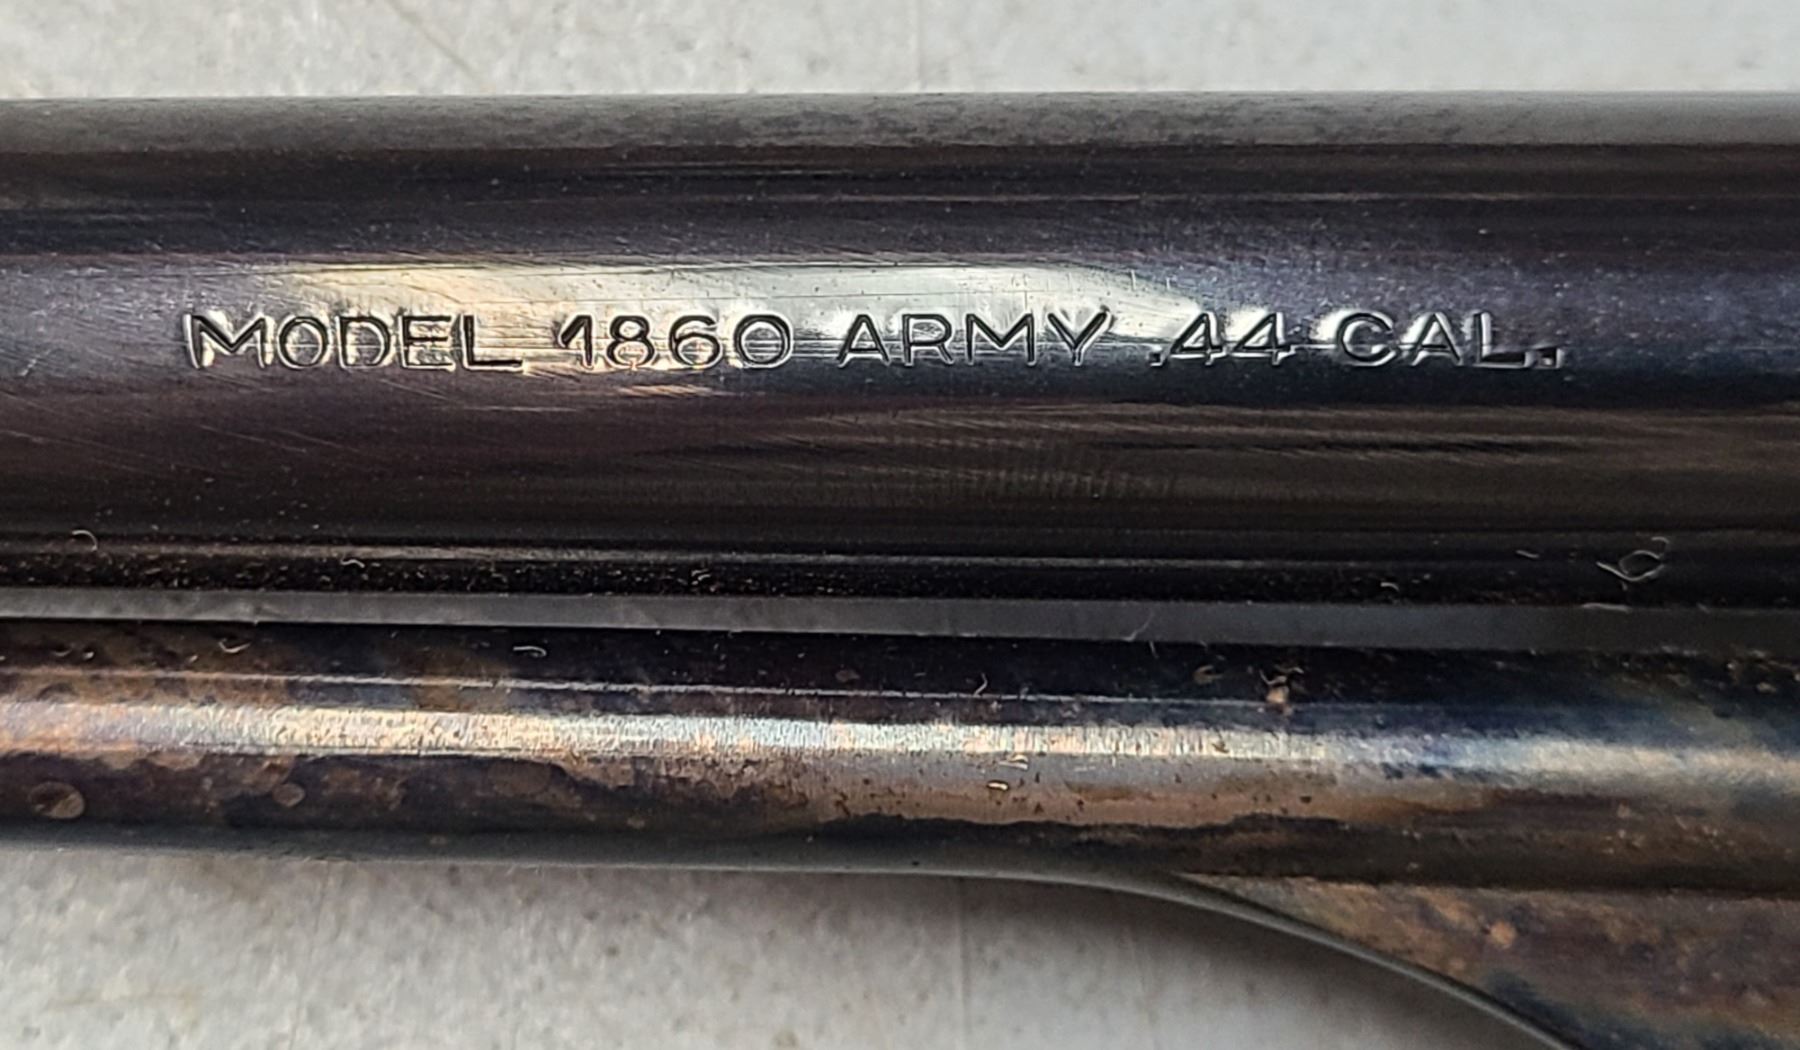 MODEL 1860 ARMY .44 CAL.